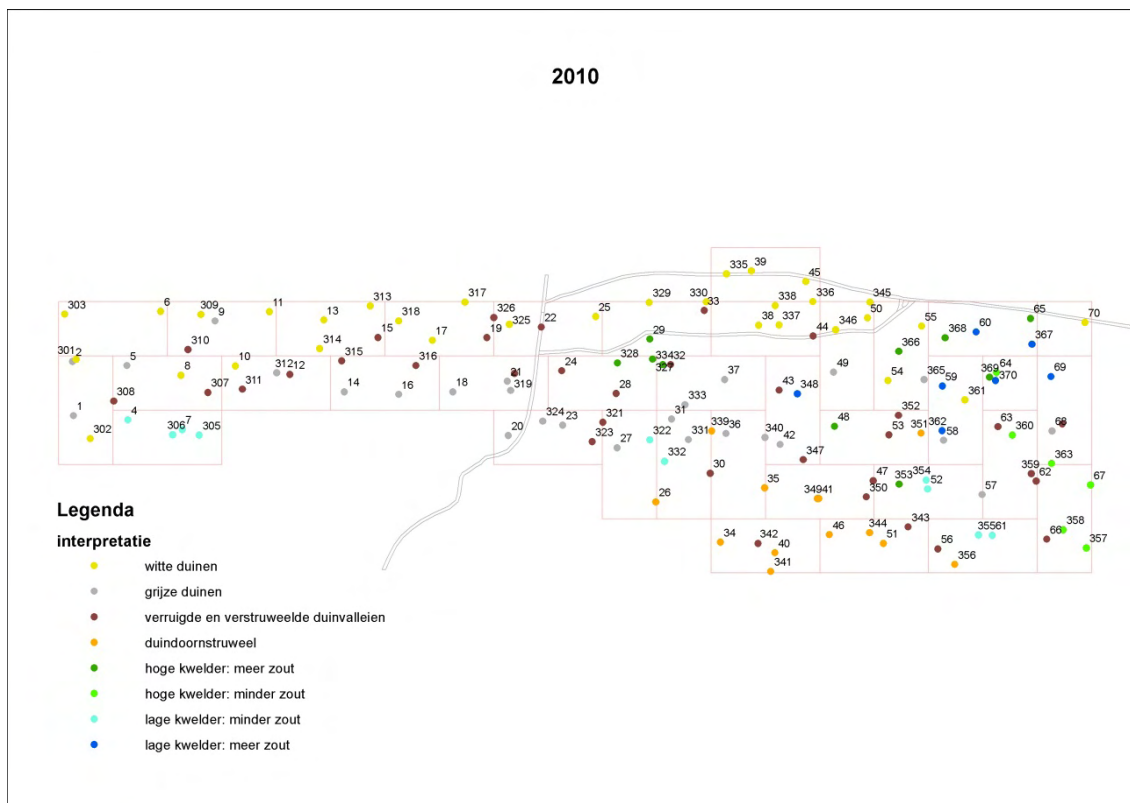 2010
335 39
45
303 6 309 11 313 317 326 329 330 338 336 345
9 13 318 325 22 25 33 50 65 70
310 15 17 19 38 337 44 346 55 368 60
29 366 367
301 2 5 8 10 314 315 316 24 328 334 32 37 49 365 369 64
312 12 327 370 69
308 307 311 14 16 18 21 319 28 43 348 54 59
333 361
1 4 7 324 23 321 31 339 36 340 48 352 351 362 63 68
302 306 305 20 323 27 322 331 42 53 58 360
332 347 363
30 35 47 353 354 52 359 62 67
26 34941 350 57
34 342 46 344 343 35561 358
40 51 56 66 357
341 356
Legenda
interpretatie
witte duinen
grijze duinen
verruigde en verstruweelde duinvalleien
duindoornstruweel
hoge kwelder: meer zout
hoge kwelder: minder zout
lage kwelder: minder zout
lage kwelder: meer zout